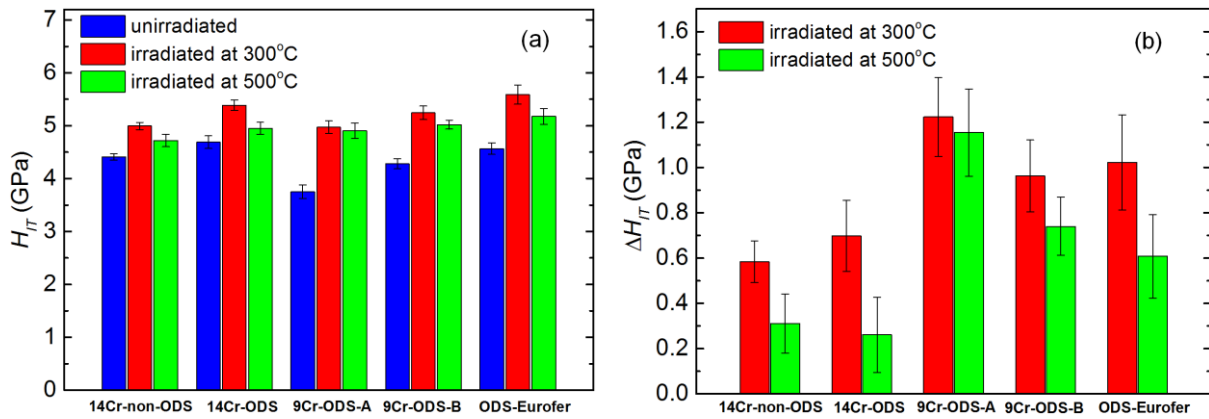 unirradiated
irradiated at 300°C
irradiated at 500°C
(a)
H_IT (GPa)
7
6
5
4
3
2
1
0
14Cr-non-ODS 14Cr-ODS 9Cr-ODS-A 9Cr-ODS-B ODS-Eurofer
irradiated at 300°C
irradiated at 500°C
(b)
ΔH_IT (GPa)
1.6
1.4
1.2
1.0
0.8
0.6
0.4
0.2
0.0
14Cr-non-ODS 14Cr-ODS 9Cr-ODS-A 9Cr-ODS-B ODS-Eurofer